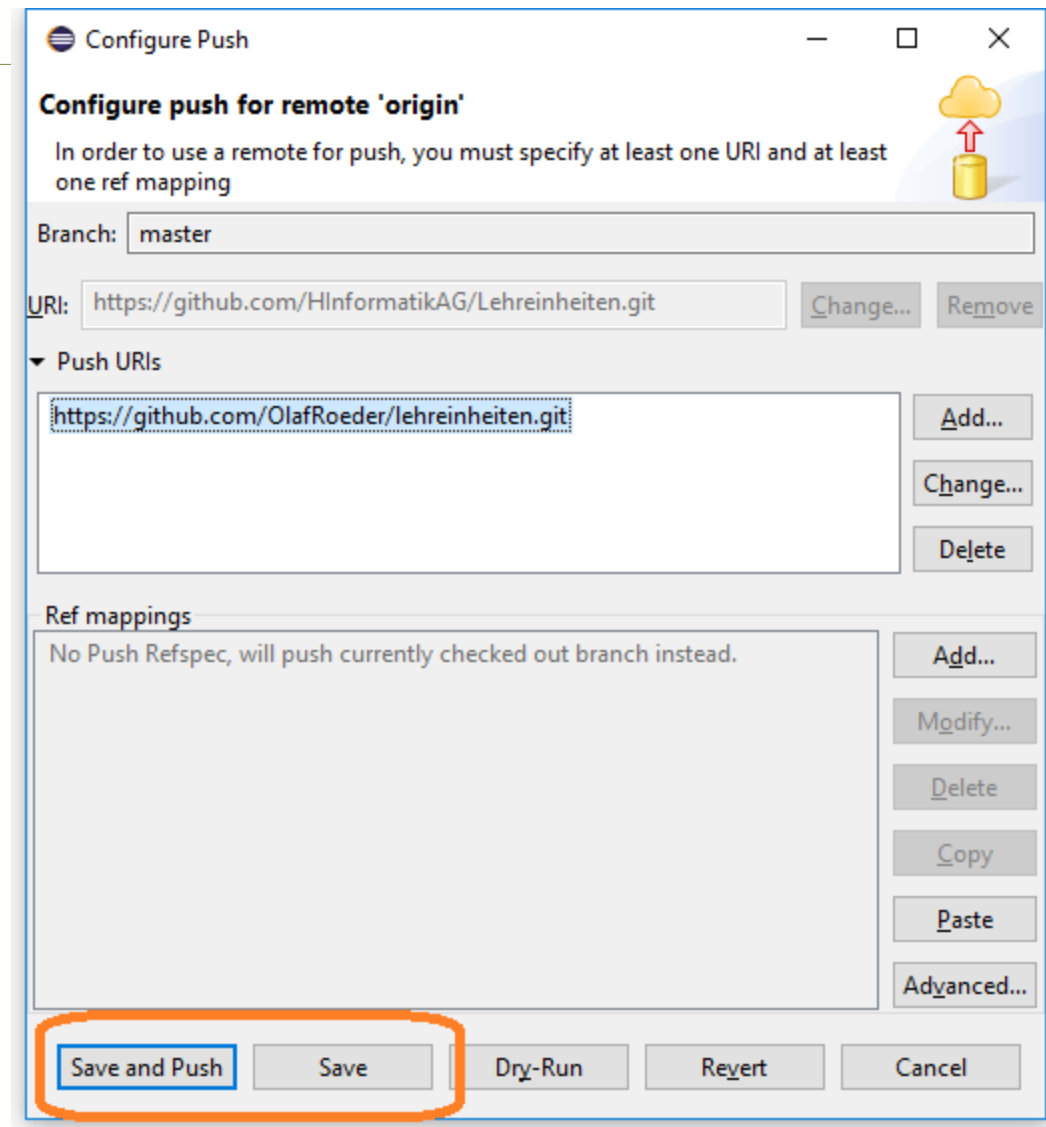 Configure Push
Configure push for remote 'origin'
In order to use a remote for push, you must specify at least one URI and at least
one ref mapping
Branch: master
URI: https://github.com/HInformatikAG/Lehreinheiten.git Change... Remove
Push URIs
https://github.com/OlafRoeder/lehreinheiten.git Add...
Change...
Delete
Ref mappings
No Push Refspec, will push currently checked out branch instead. Add...
Modify...
Delete
Copy
Paste
Advanced...
Save and Push Save Dry-Run Revert Cancel